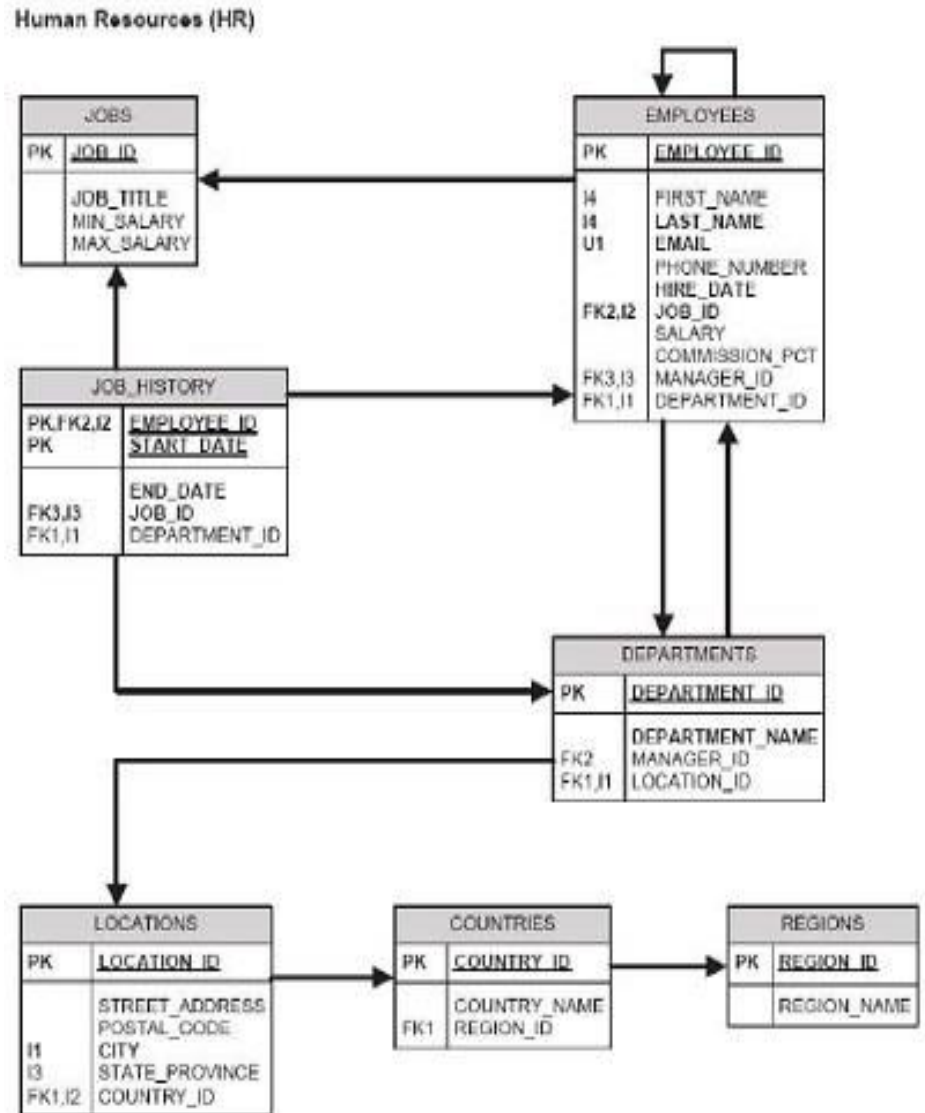 Human Resources (HR)
JOBS
PK JOB_ID
JOB_TITLE
MIN_SALARY
MAX_SALARY
EMPLOYEES
PK EMPLOYEE_ID
I4 FIRST_NAME
I4 LAST_NAME
U1 EMAIL
PHONE_NUMBER
HIRE_DATE
FK2,I2 JOB_ID
SALARY
COMMISSION_PCT
FK3,I3 MANAGER_ID
FK1,I1 DEPARTMENT_ID
JOB_HISTORY
PK,FK2,I2 EMPLOYEE_ID
PK START_DATE
END_DATE
FK3,I3 JOB_ID
FK1,I1 DEPARTMENT_ID
DEPARTMENTS
PK DEPARTMENT_ID
DEPARTMENT_NAME
FK2 MANAGER_ID
FK1,I1 LOCATION_ID
LOCATIONS
PK LOCATION_ID
STREET_ADDRESS
POSTAL_CODE
I1 CITY
I3 STATE_PROVINCE
FK1,I2 COUNTRY_ID
COUNTRIES
PK COUNTRY_ID
COUNTRY_NAME
FK1 REGION_ID
REGIONS
PK REGION_ID
REGION_NAME